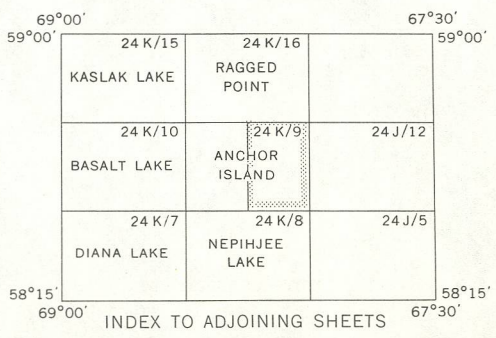 69°00′ 67°30′
59°00′ 59°00′
24 K/15 24 K/16
KASLAK LAKE RAGGED
POINT
24 K/10 24 K/9 24 J/12
BASALT LAKE ANCHOR
ISLAND
24 K/7 24 K/8 24 J/5
DIANA LAKE NEPIHJEE
LAKE
58°15′ 58°15′
69°00′ 67°30′
INDEX TO ADJOINING SHEETS